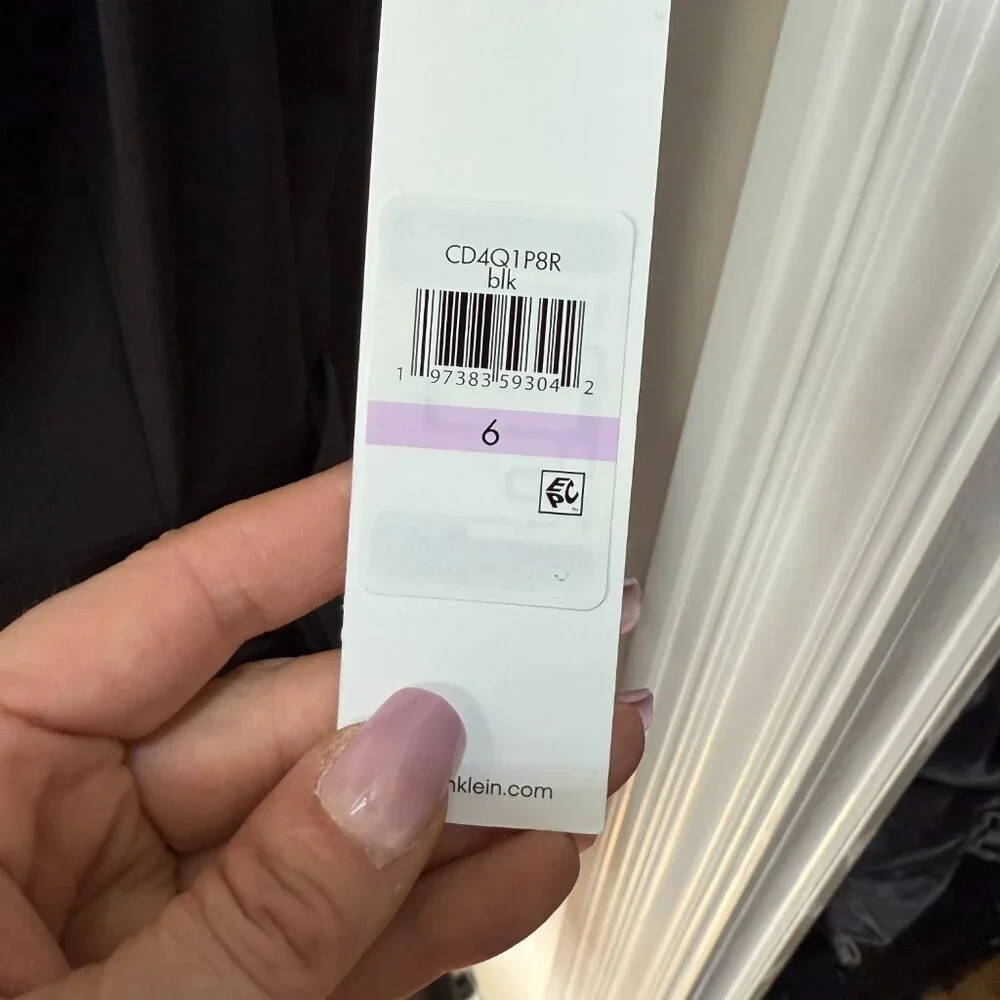 CD4Q1P8R
blk
1 97383 59304 2
6
EPC
nklein.com